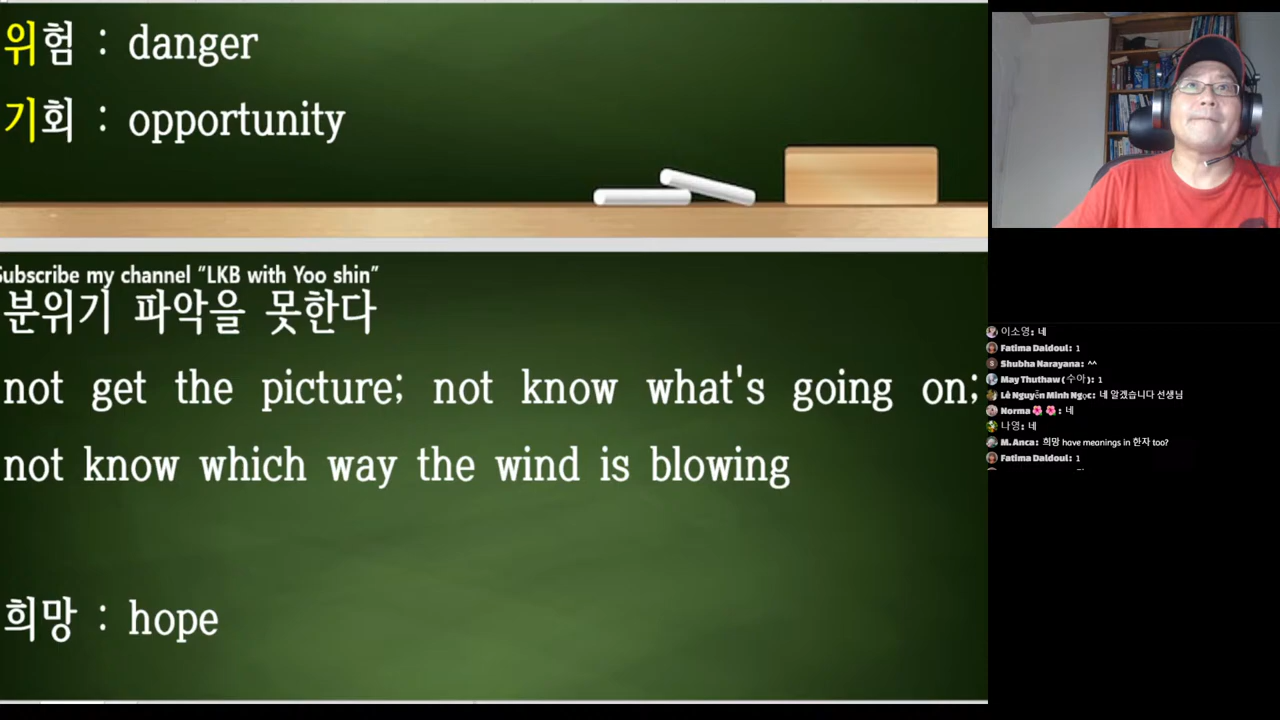 위험 : danger
기회 : opportunity
Subscribe my channel "LKB with Yoo shin"
분위기 파악을 못한다
not get the picture; not know what's going on;
not know which way the wind is blowing
희망 : hope
이소영: 네
Fatima Daldoul: 1
Shubha Narayana: ^^
May Thuthaw (수아): 1
Lê Nguyễn Minh Ngọc: 네 알겠습니다 선생님
Norma🌺🌺: 네
나영: 네
M. Anca: 희망 have meanings in 한자 too?
Fatima Daldoul: 1